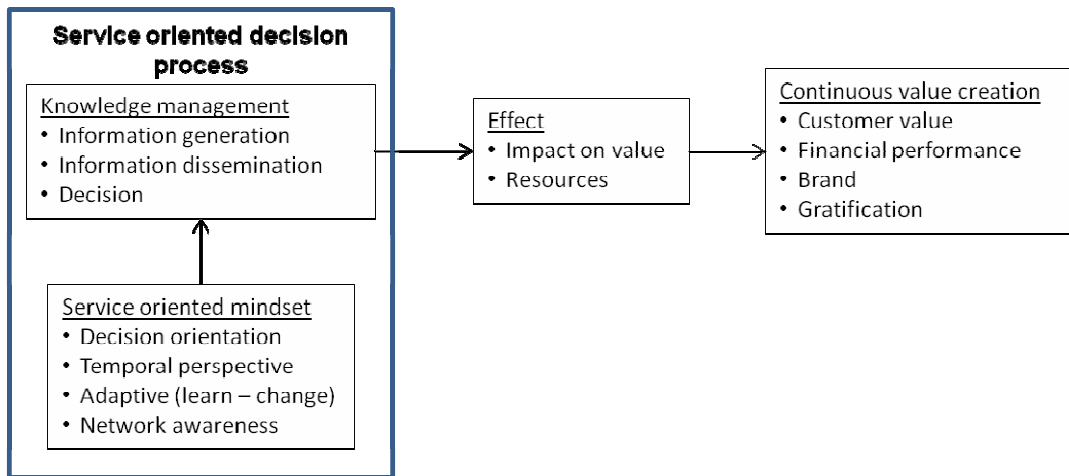 Service oriented decision
process
Knowledge management
• Information generation
• Information dissemination
• Decision
Service oriented mindset
• Decision orientation
• Temporal perspective
• Adaptive (learn – change)
• Network awareness
Effect
• Impact on value
• Resources
Continuous value creation
• Customer value
• Financial performance
• Brand
• Gratification